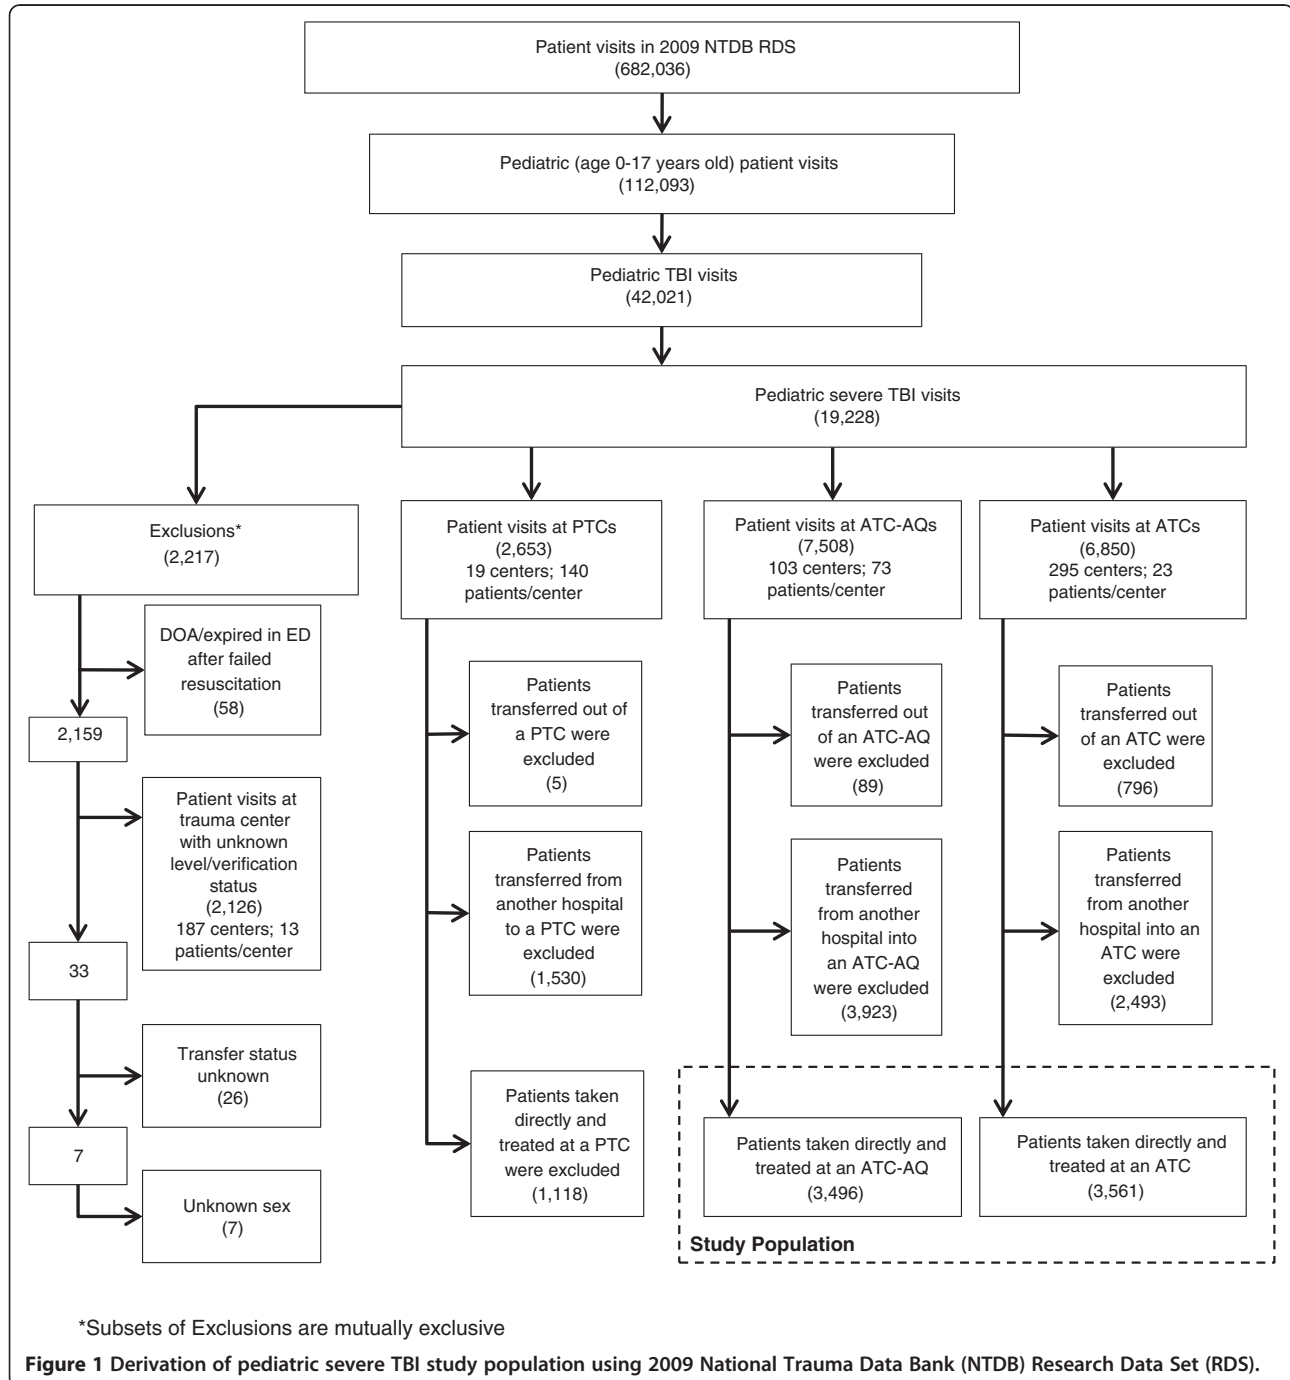 Patient visits in 2009 NTDB RDS
(682,036)
Pediatric (age 0-17 years old) patient visits
(112,093)
Pediatric TBI visits
(42,021)
Pediatric severe TBI visits
(19,228)
Exclusions*
(2,217)
DOA/expired in ED
after failed
resuscitation
(58)
2,159
Patient visits at
trauma center
with unknown
level/verification
status
(2,126)
187 centers; 13
patients/center
33
Transfer status
unknown
(26)
7
Unknown sex
(7)
Patient visits at PTCs
(2,653)
19 centers; 140
patients/center
Patients
transferred out of
a PTC were
excluded
(5)
Patients
transferred from
another hospital
to a PTC were
excluded
(1,530)
Patients taken
directly and
treated at a PTC
were excluded
(1,118)
Patient visits at ATC-AQs
(7,508)
103 centers; 73
patients/center
Patients
transferred out
of an ATC-AQ
were excluded
(89)
Patients
transferred
from another
hospital into
an ATC-AQ
were excluded
(3,923)
Patients taken directly and
treated at an ATC-AQ
(3,496)
Patient visits at ATCs
(6,850)
295 centers; 23
patients/center
Patients
transferred out
of an ATC were
excluded
(796)
Patients
transferred
from another
hospital into an
ATC were
excluded
(2,493)
Patients taken directly and
treated at an ATC
(3,561)
Study Population
*Subsets of Exclusions are mutually exclusive
Figure 1 Derivation of pediatric severe TBI study population using 2009 National Trauma Data Bank (NTDB) Research Data Set (RDS).